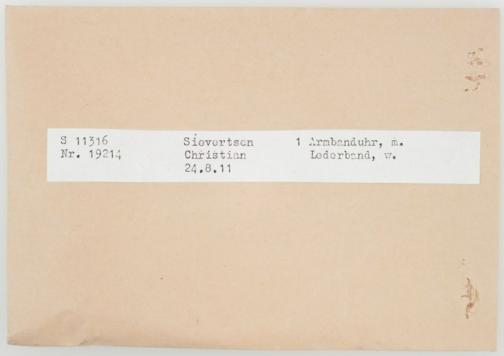 S 11316 Sievertsen 1 Armbanduhr, m.
Nr. 19214 Christian Lederband, w.
24.8.11